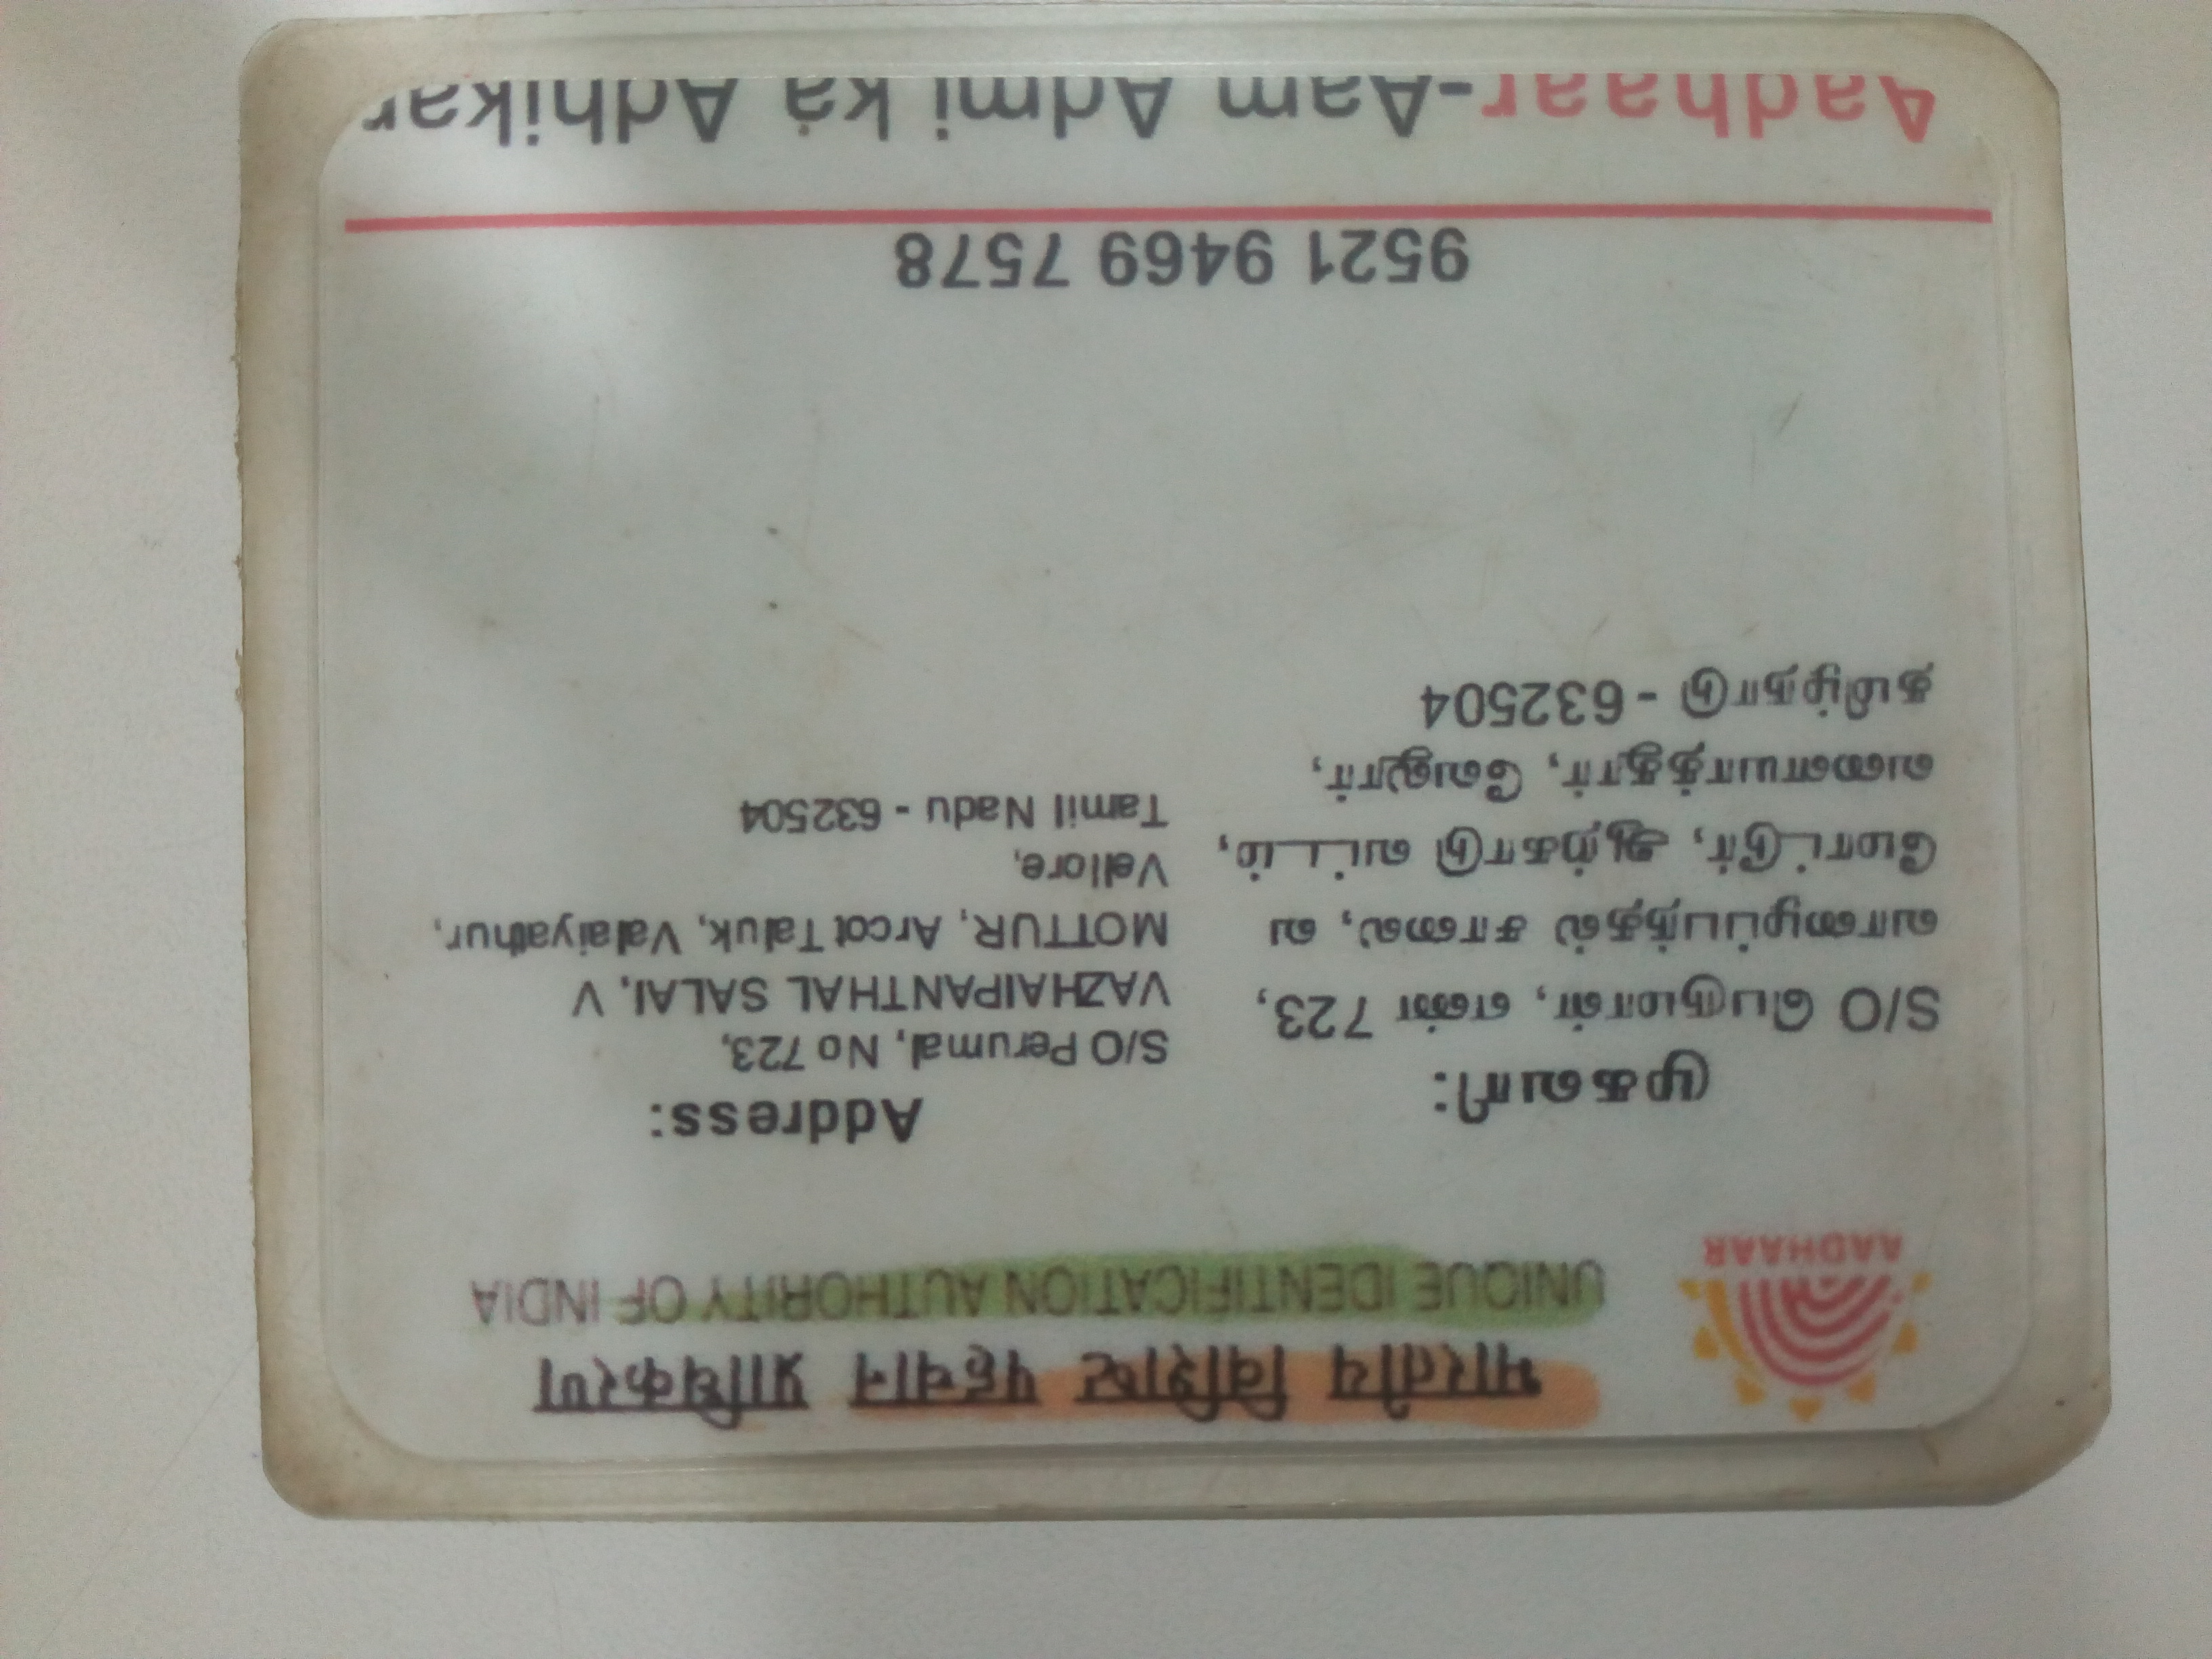 भारतीय विशिष्ट पहचान प्राधिकरण
UNIQUE IDENTIFICATION AUTHORITY OF INDIA
AADHAAR
முகவரி:
S/O பெருமாள், எண் 723,
வாழைப்பந்தல் சாலை, வ
மோட்டூர், ஆற்காடு வட்டம்,
வளையாத்தூர், வேலூர்,
தமிழ்நாடு - 632504
Address:
S/O Perumal, No 723,
VAZHAIPANTHAL SALAI, V
MOTTUR, Arcot Taluk, Valaiyathur,
Vellore,
Tamil Nadu - 632504
9521 9469 7578
Aadhaar-Aam Admi ka Adhikar